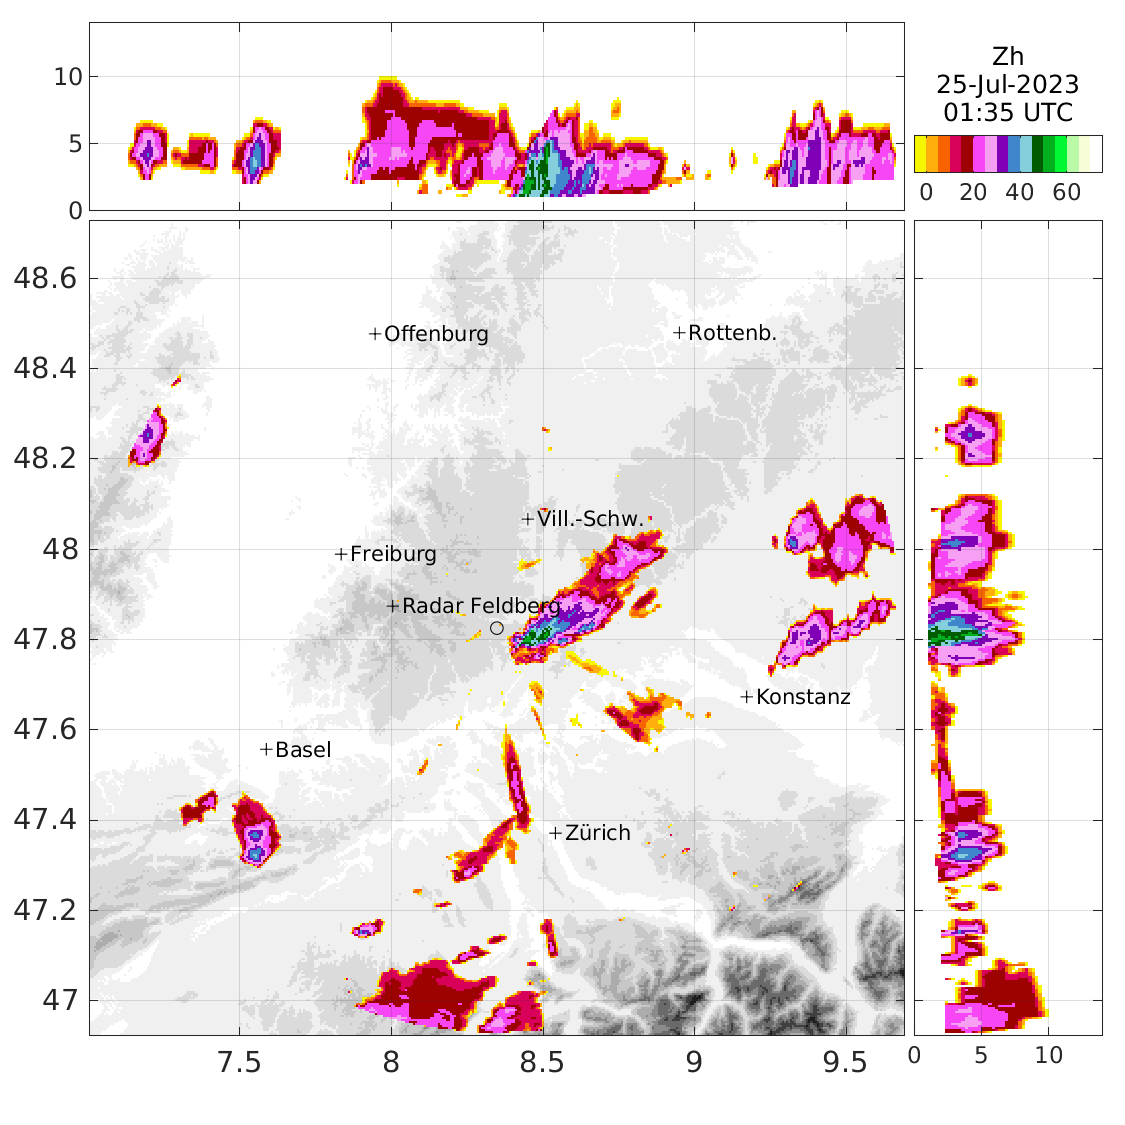 10
5
0
Zh
25-Jul-2023
01:35 UTC
0 20 40 60
48.6
48.4
48.2
48
47.8
47.6
47.4
47.2
47
+Offenburg
+Rottenb.
+Vill.-Schw.
+Freiburg
+Radar Feldberg
+Konstanz
+Basel
+Zürich
7.5 8 8.5 9 9.5
0 5 10